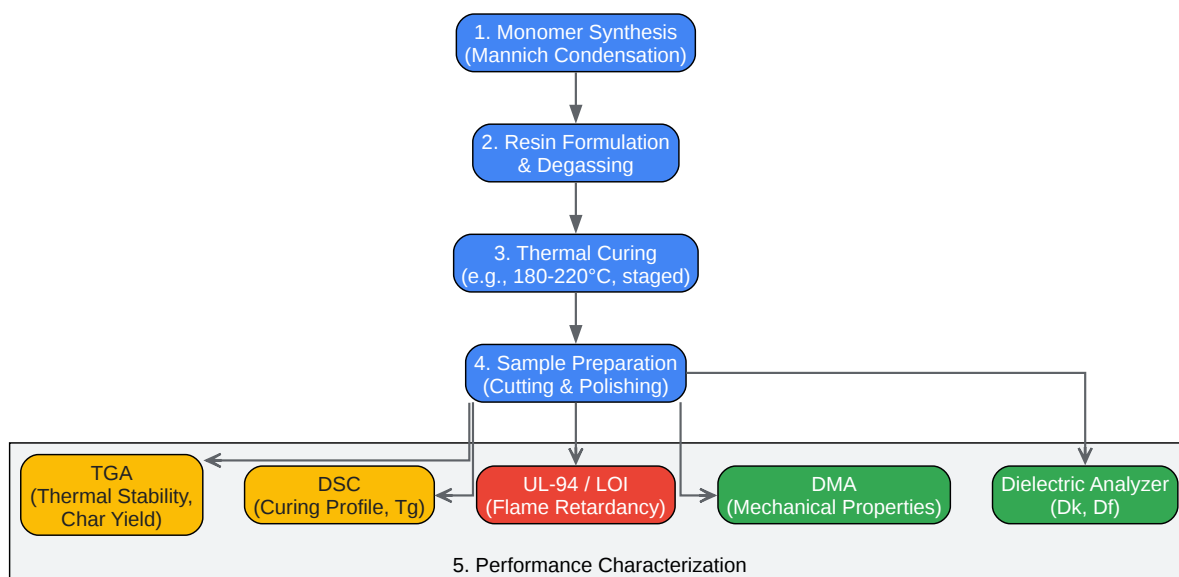 1. Monomer Synthesis
(Mannich Condensation)
2. Resin Formulation
& Degassing
3. Thermal Curing
(e.g., 180-220°C, staged)
4. Sample Preparation
(Cutting & Polishing)
TGA
(Thermal Stability,
Char Yield)
DSC
(Curing Profile, Tg)
UL-94 / LOI
(Flame Retardancy)
DMA
(Mechanical Properties)
Dielectric Analyzer
(Dk, Df)
5. Performance Characterization